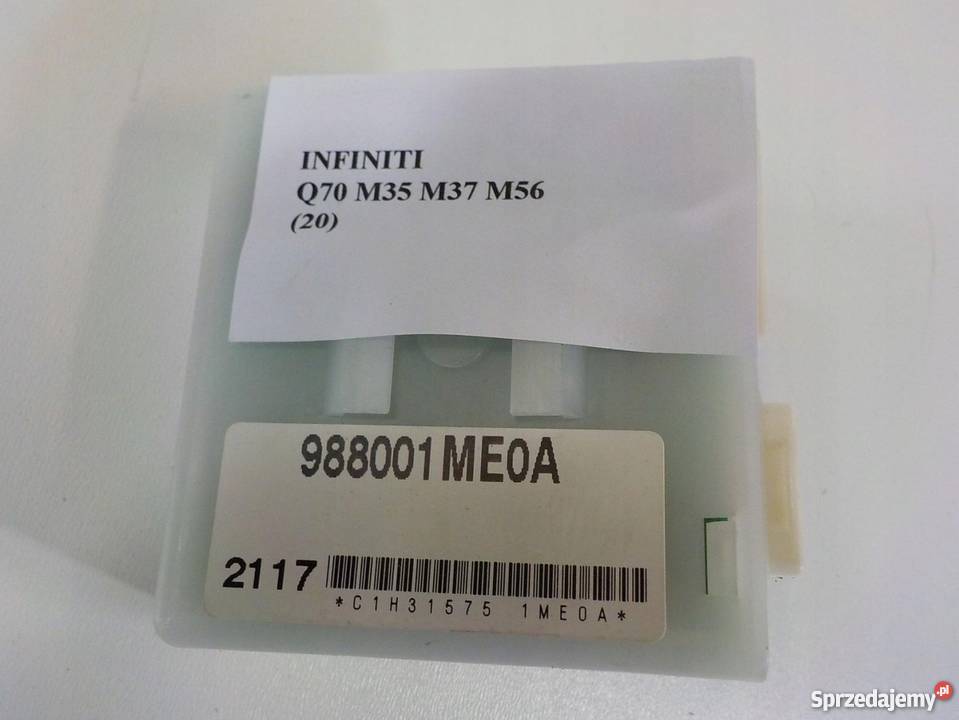 INFINITI
Q70 M35 M37 M56
(20)
988001ME0A
2117
*C1H31575 1ME0A*
Sprzedajemy.pl